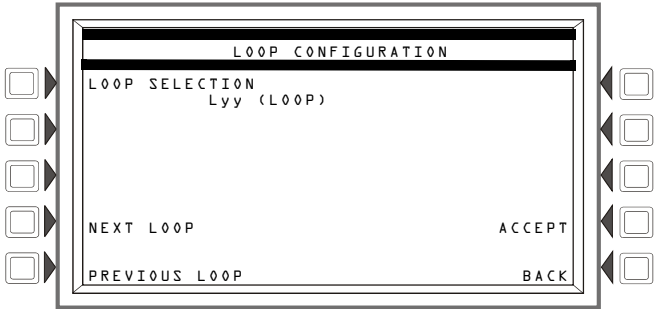 LOOP CONFIGURATION
LOOP SELECTION
Lyy (LOOP)
NEXT LOOP
ACCEPT
PREVIOUS LOOP
BACK